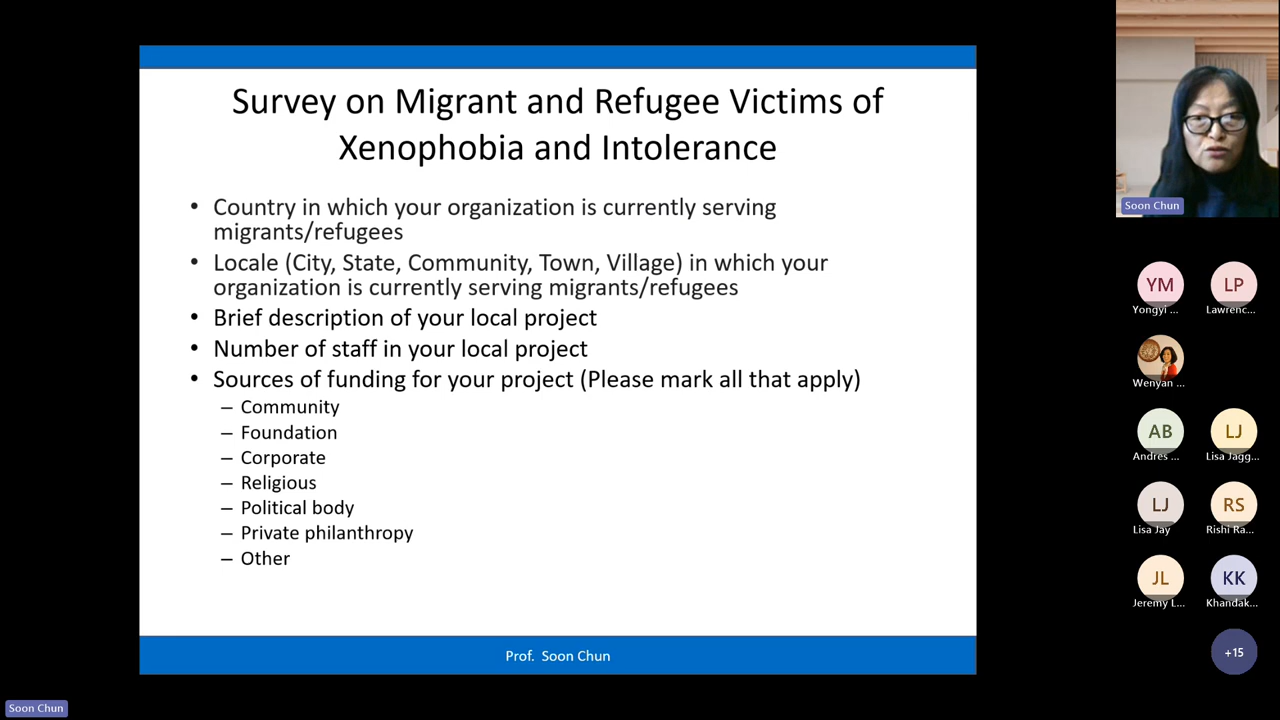 Survey on Migrant and Refugee Victims of
Xenophobia and Intolerance
• Country in which your organization is currently serving
migrants/refugees
• Locale (City, State, Community, Town, Village) in which your
organization is currently serving migrants/refugees
• Brief description of your local project
• Number of staff in your local project
• Sources of funding for your project (Please mark all that apply)
– Community
– Foundation
– Corporate
– Religious
– Political body
– Private philanthropy
– Other
Prof. Soon Chun
Soon Chun
YM
Yongyi ...
LP
Lawrenc...
Wenyan ...
AB
Andres ...
LJ
Lisa Jagg...
LJ
Lisa Jay
RS
Rishi Ra...
JL
Jeremy L...
KK
Khandak...
+15
Soon Chun